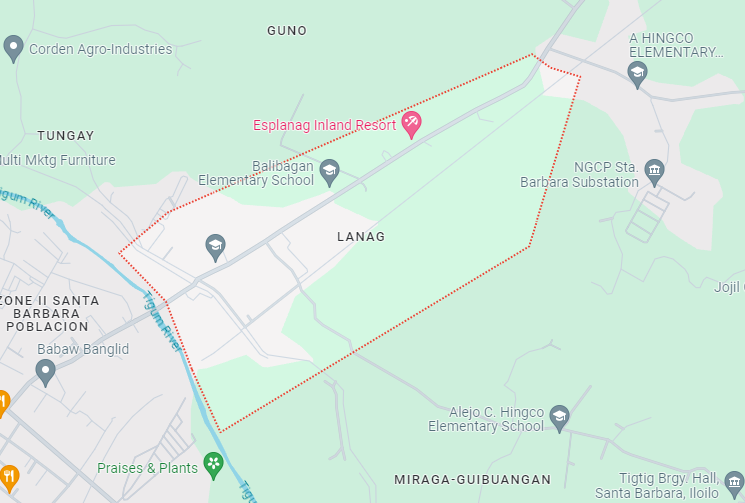 GUNO
A HINGCO
ELEMENTARY...
Corden Agro-Industries
Esplanag Inland Resort
TUNGAY
Multi Mktg Furniture
Balibagan
Elementary School
NGCP Sta.
Barbara Substation
Tigum River
LANAG
Jojil
ZONE II SANTA
BARBARA
POBLACION
Tigum River
Babaw Banglid
Alejo C. Hingco
Elementary School
Praises & Plants
MIRAGA-GUIBUANGAN
Tigtig Brgy. Hall,
Santa Barbara, Iloilo
Tigu